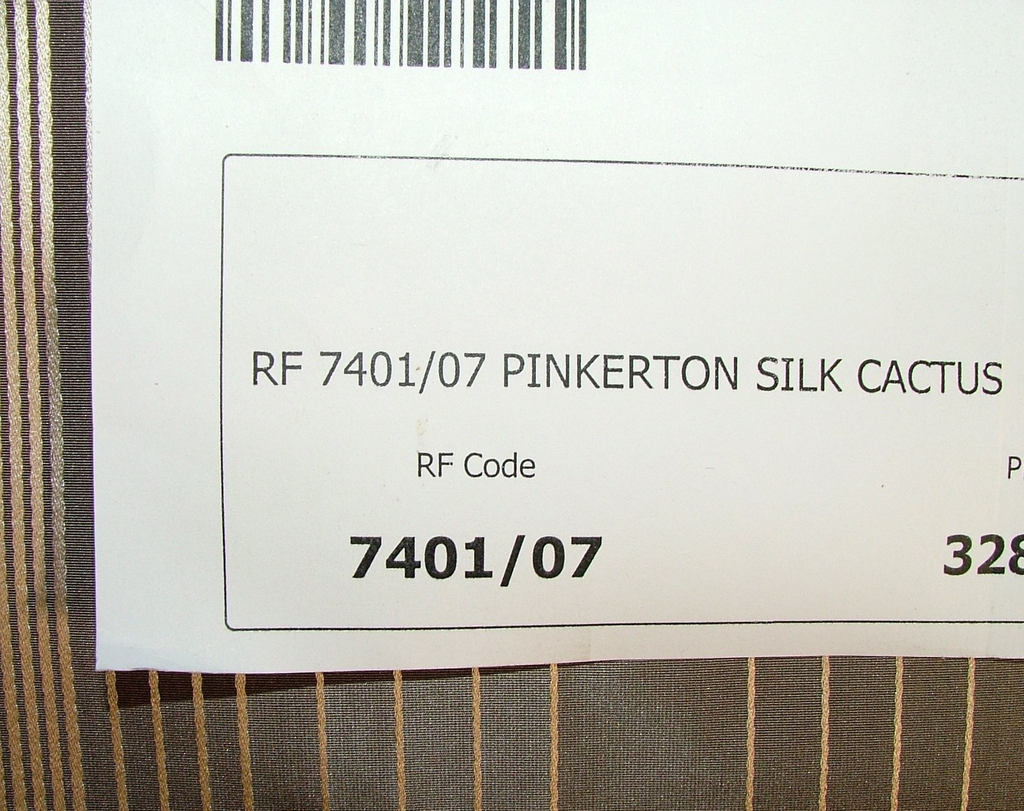 RF 7401/07 PINKERTON SILK CACTUS
RF Code
7401/07